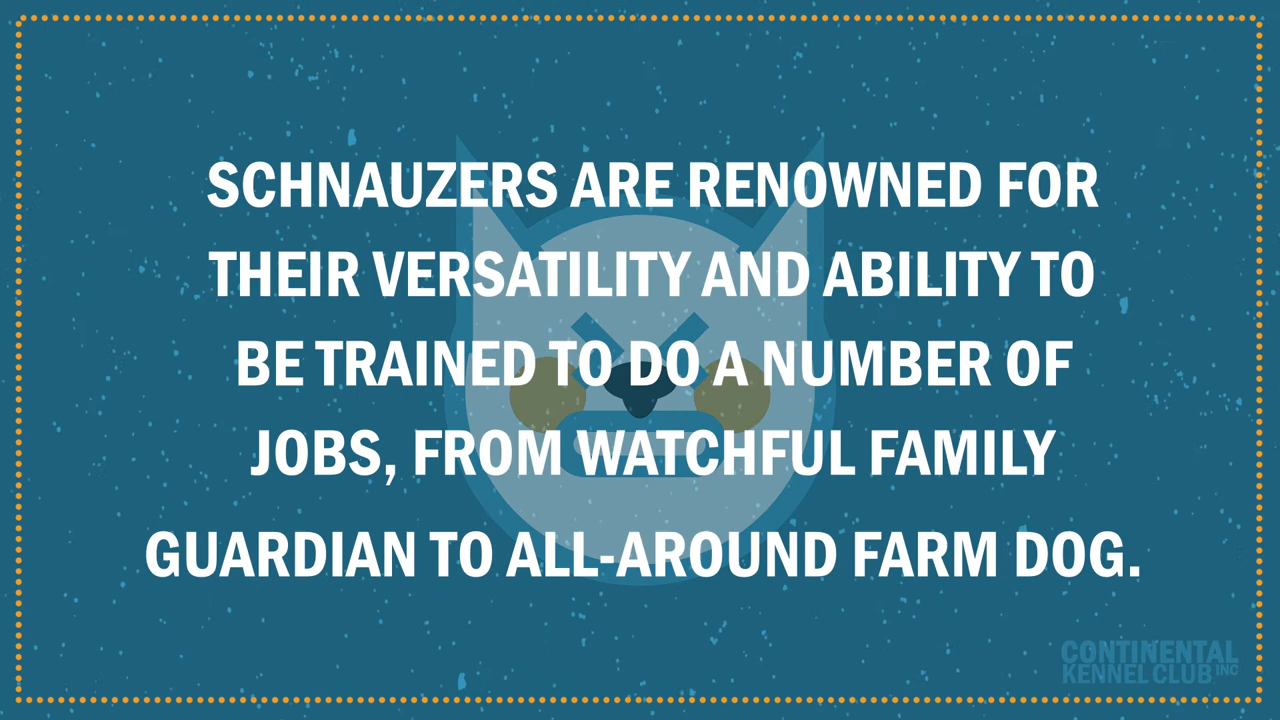 SCHNAUZERS ARE RENOWNED FOR
THEIR VERSATILITY AND ABILITY TO
BE TRAINED TO DO A NUMBER OF
JOBS, FROM WATCHFUL FAMILY
GUARDIAN TO ALL-AROUND FARM DOG.
CONTINENTAL
KENNEL CLUB INC